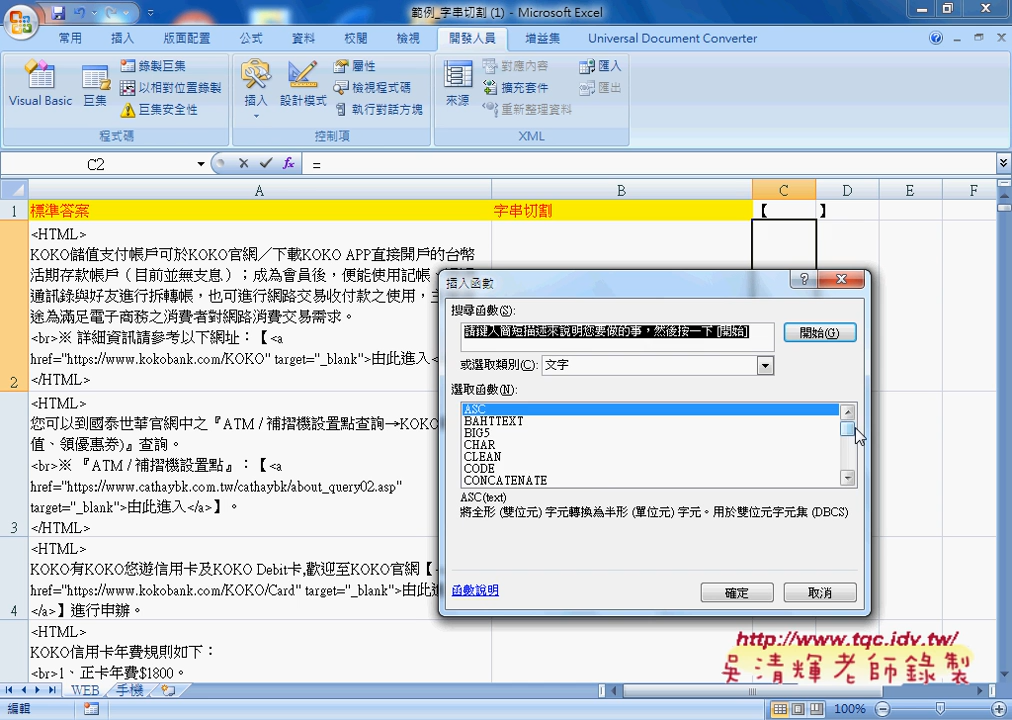 範例_字串切割 (1) - Microsoft Excel
常用 插入 版面配置 公式 資料 校閱 檢視 開發人員 增益集 Universal Document Converter
Visual Basic 巨集 錄製巨集 以相對位置錄製 巨集安全性 程式碼
插入 設計模式 屬性 檢視程式碼 執行對話方塊 控制項
來源 對應內容 擴充套件 重新整理資料 匯入 匯出 XML
C2 =
A B C D E F
1 標準答案 字串切割 【 】
<HTML>
KOKO儲值支付帳戶可於KOKO官網／下載KOKO APP直接開戶的台幣
活期存款帳戶（目前並無支息）；成為會員後，便能使用記帳、
通訊錄與好友進行折轉帳，也可進行網路交易收付款之使用，主
途為滿足電子商務之消費者對網路消費交易需求。
<br>※ 詳細資訊請參考以下網址：【<a
href="https://www.kokobank.com/KOKO" target="_blank">由此進入<
2 </HTML>
<HTML>
您可以到國泰世華官網中之『ATM / 補摺機設置點查詢→KOKO
值、領優惠券)』查詢。
<br>※ 『ATM / 補摺機設置點』：【<a
href="https://www.cathaybk.com.tw/cathaybk/about_query02.asp"
target="_blank">由此進入</a>】。
3 </HTML>
<HTML>
KOKO有KOKO您遊信用卡及KOKO Debit卡,歡迎至KOKO官網【
href="https://www.kokobank.com/KOKO/Card" target="_blank">由此
4 </a>】進行申辦。
<HTML>
KOKO信用卡年費規則如下：
<br>1、正卡年費$1800。
插入函數
搜尋函數(S):
請鍵入簡短描述來說明您要做的事，然後按一下 [開始]
開始(G)
或選取類別(C): 文字
選取函數(N):
ASC
BAHTTEXT
BIG5
CHAR
CLEAN
CODE
CONCATENATE
ASC(text)
將全形 (雙位元) 字元轉換為半形 (單位元) 字元。用於雙位元字元集 (DBCS)
函數說明 確定 取消
http://www.tqc.idv.tw/
吳清輝老師錄製
WEB 手機
編輯 100%